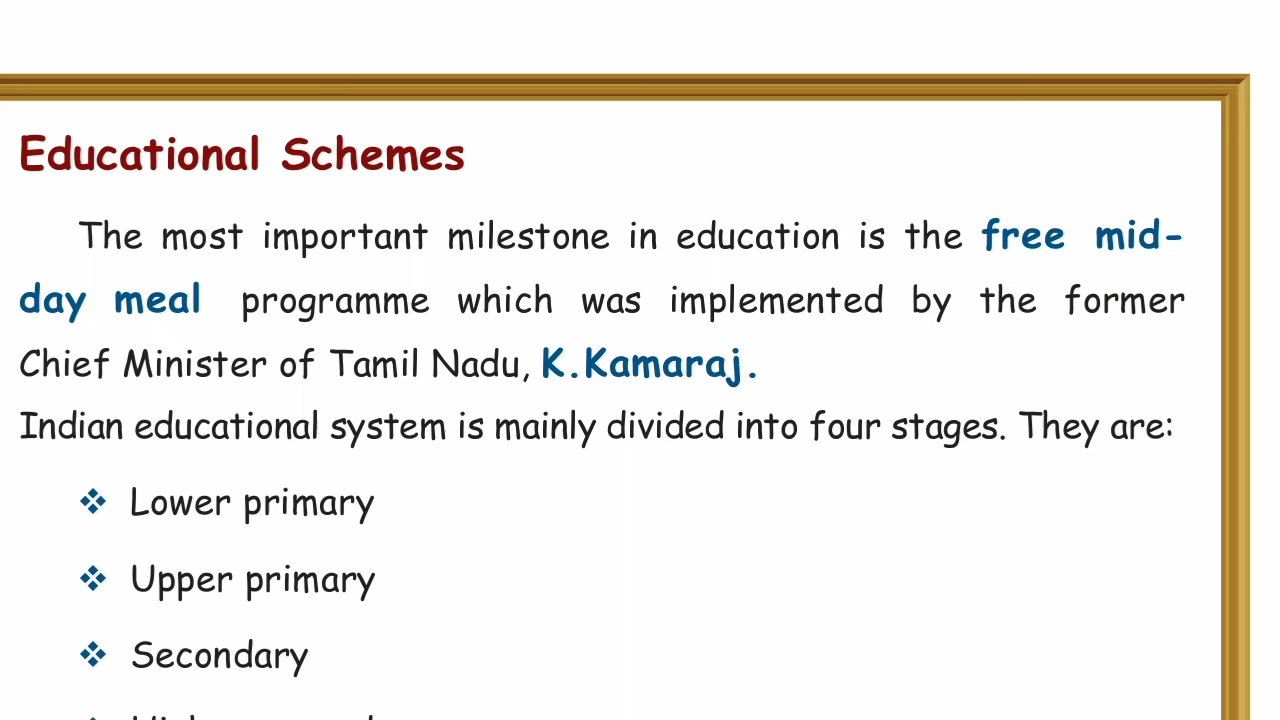 Educational Schemes
The most important milestone in education is the free mid-
day meal programme which was implemented by the former
Chief Minister of Tamil Nadu, K.Kamaraj.
Indian educational system is mainly divided into four stages. They are:
❖ Lower primary
❖ Upper primary
❖ Secondary